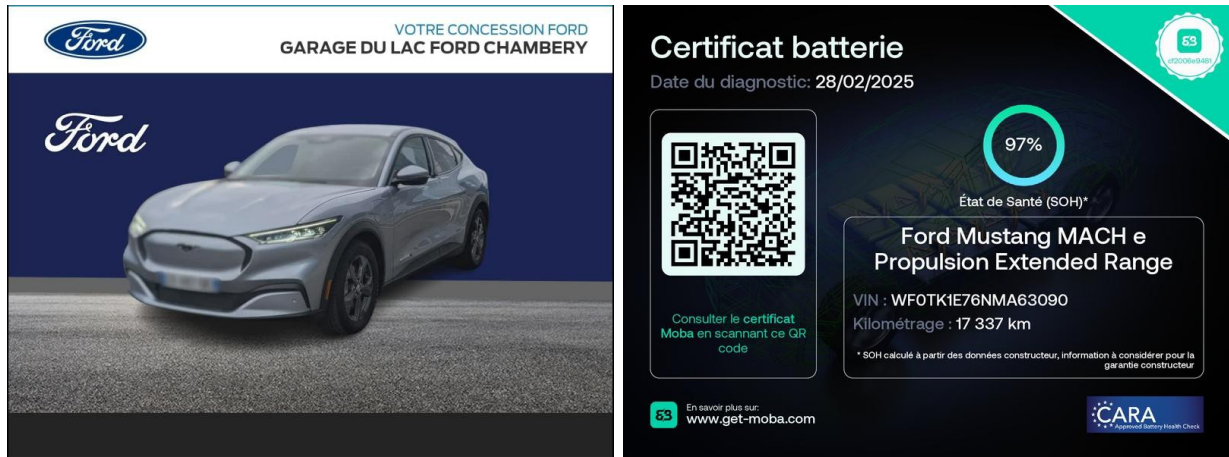 Ford
VOTRE CONCESSION FORD
GARAGE DU LAC FORD CHAMBERY
Ford
Certificat batterie
Date du diagnostic: 28/02/2025
cf2006e9481
97%
État de Santé (SOH)*
Ford Mustang MACH e
Propulsion Extended Range
VIN : WF0TK1E76NMA63090
Kilométrage : 17 337 km
* SOH calculé à partir des données constructeur, information à considérer pour la
garantie constructeur
Consulter le certificat
Moba en scannant ce QR
code
En savoir plus sur:
www.get-moba.com
CARA
Approved Battery Health Check